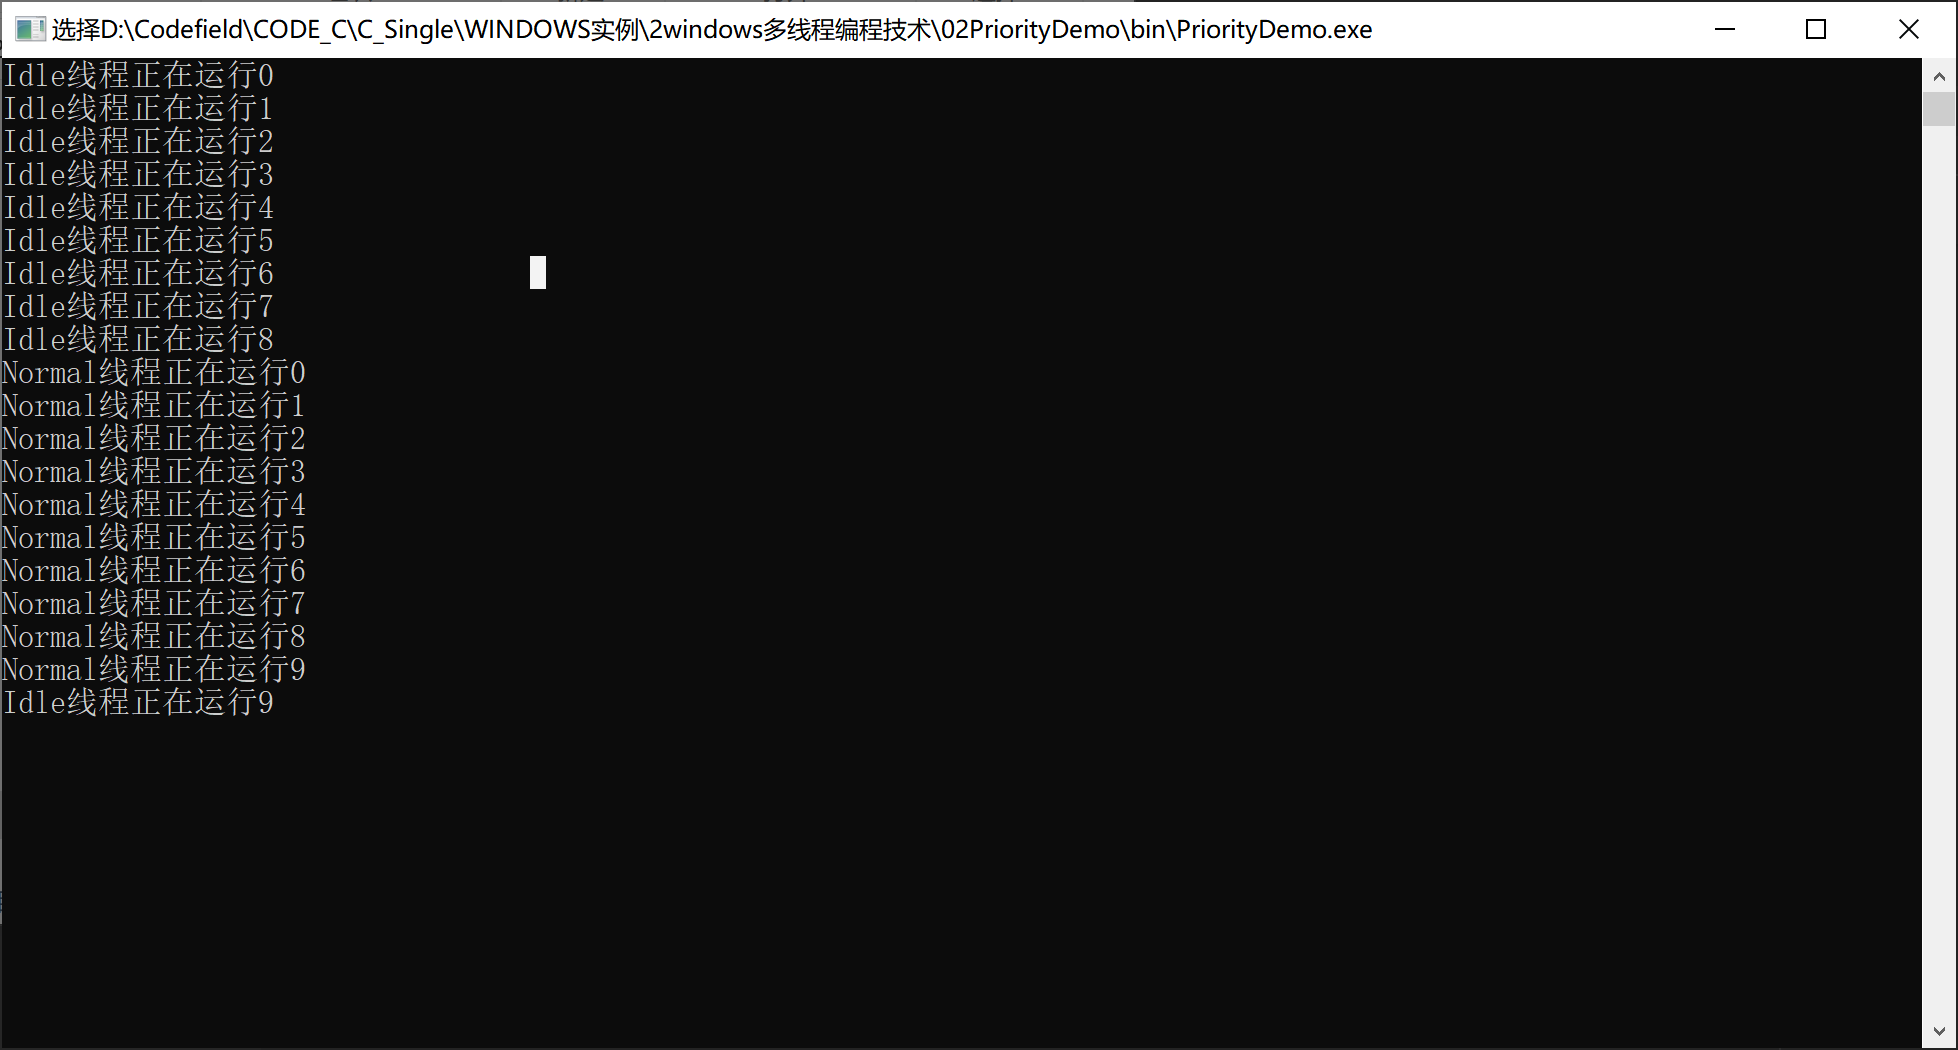 选择D:\Codefield\CODE_C\C_Single\WINDOWS实例\2windows多线程编程技术\02PriorityDemo\bin\PriorityDemo.exe
Idle线程正在运行0
Idle线程正在运行1
Idle线程正在运行2
Idle线程正在运行3
Idle线程正在运行4
Idle线程正在运行5
Idle线程正在运行6
Idle线程正在运行7
Idle线程正在运行8
Normal线程正在运行0
Normal线程正在运行1
Normal线程正在运行2
Normal线程正在运行3
Normal线程正在运行4
Normal线程正在运行5
Normal线程正在运行6
Normal线程正在运行7
Normal线程正在运行8
Normal线程正在运行9
Idle线程正在运行9